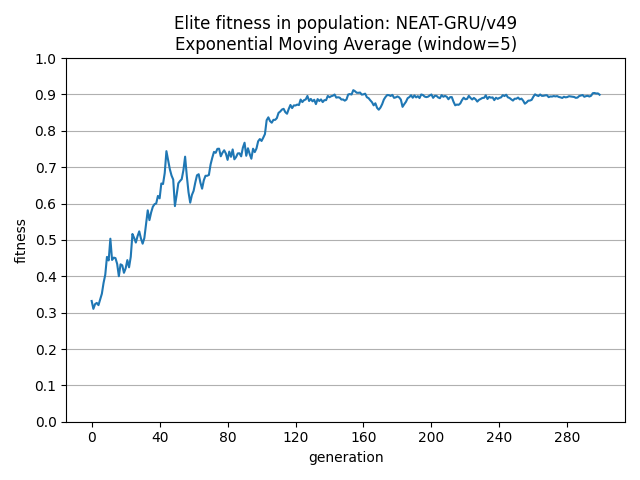 Elite fitness in population: NEAT-GRU/v49
Exponential Moving Average (window=5)
1.0
0.9
0.8
0.7
0.6
0.5
0.4
0.3
0.2
0.1
0.0
fitness
0 40 80 120 160 200 240 280
generation